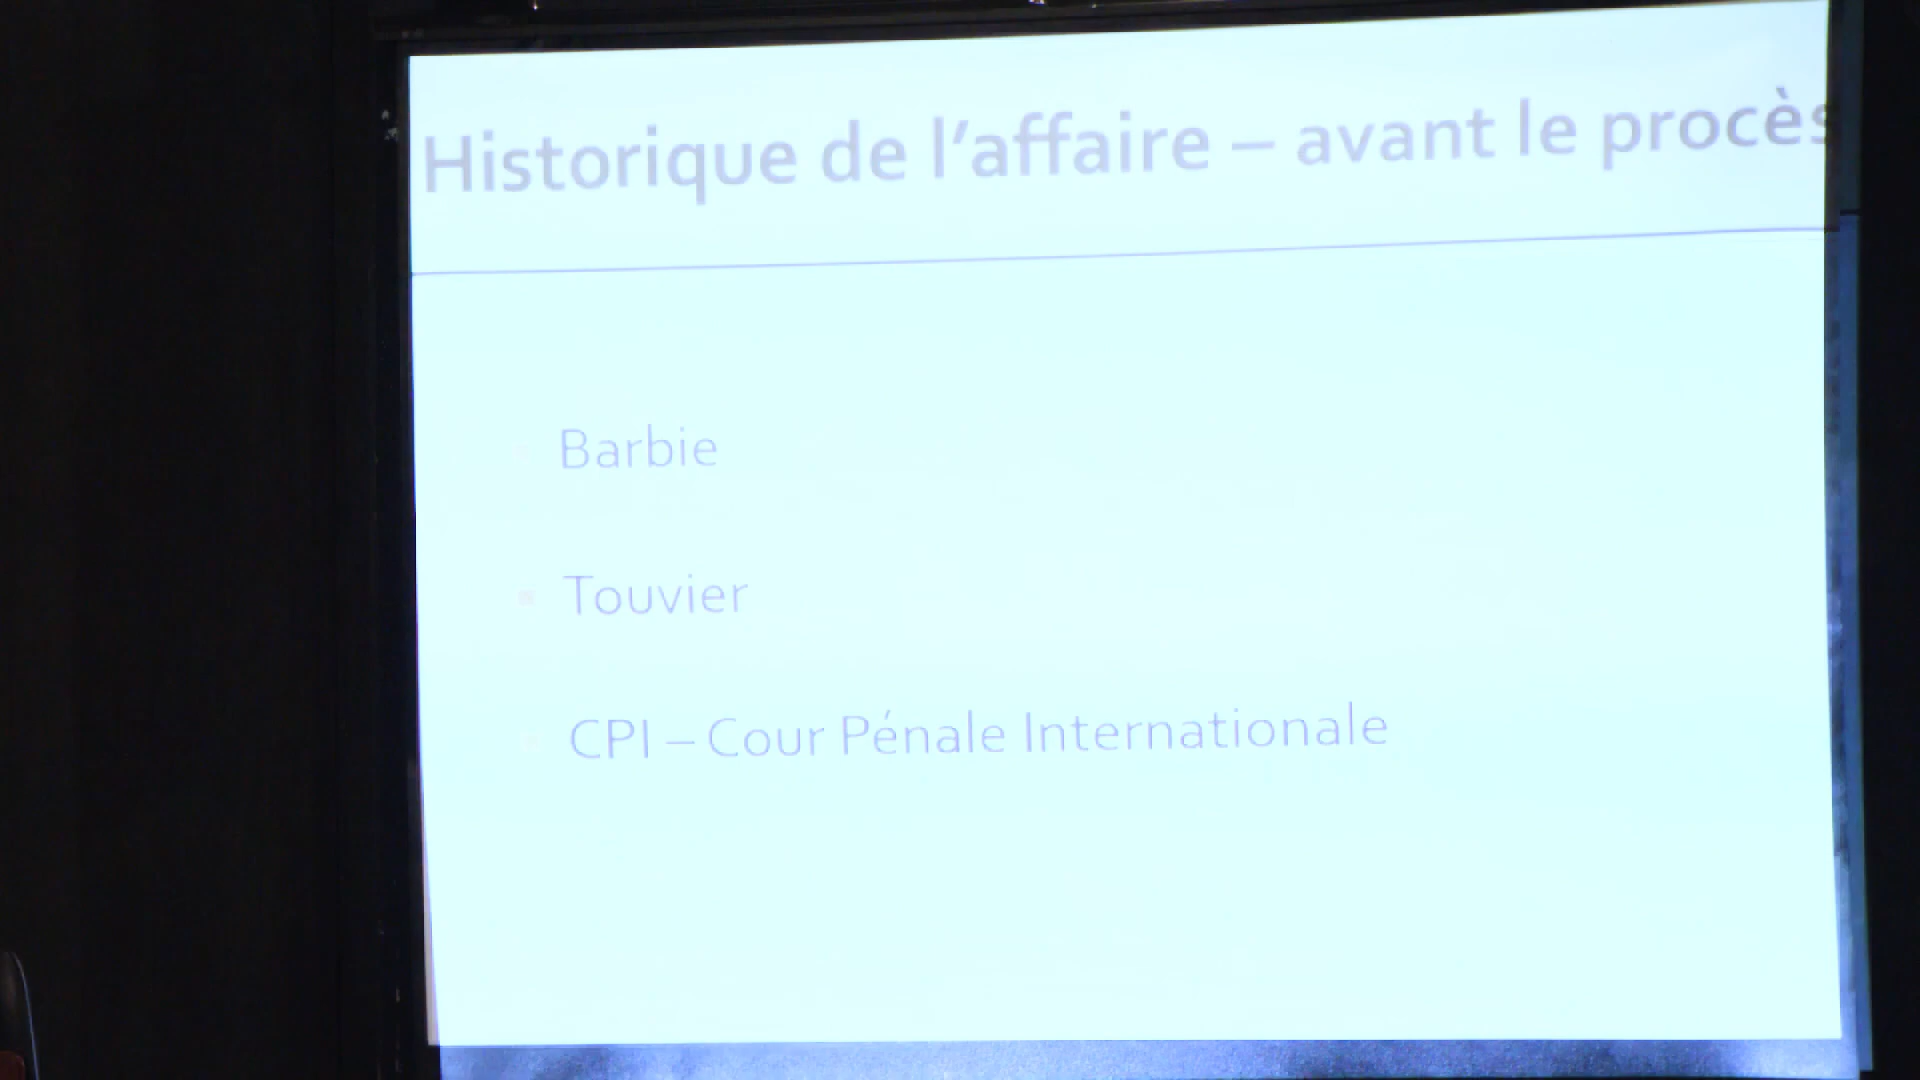 Historique de l’affaire – avant le procès
Barbie
Touvier
CPI – Cour Pénale Internationale